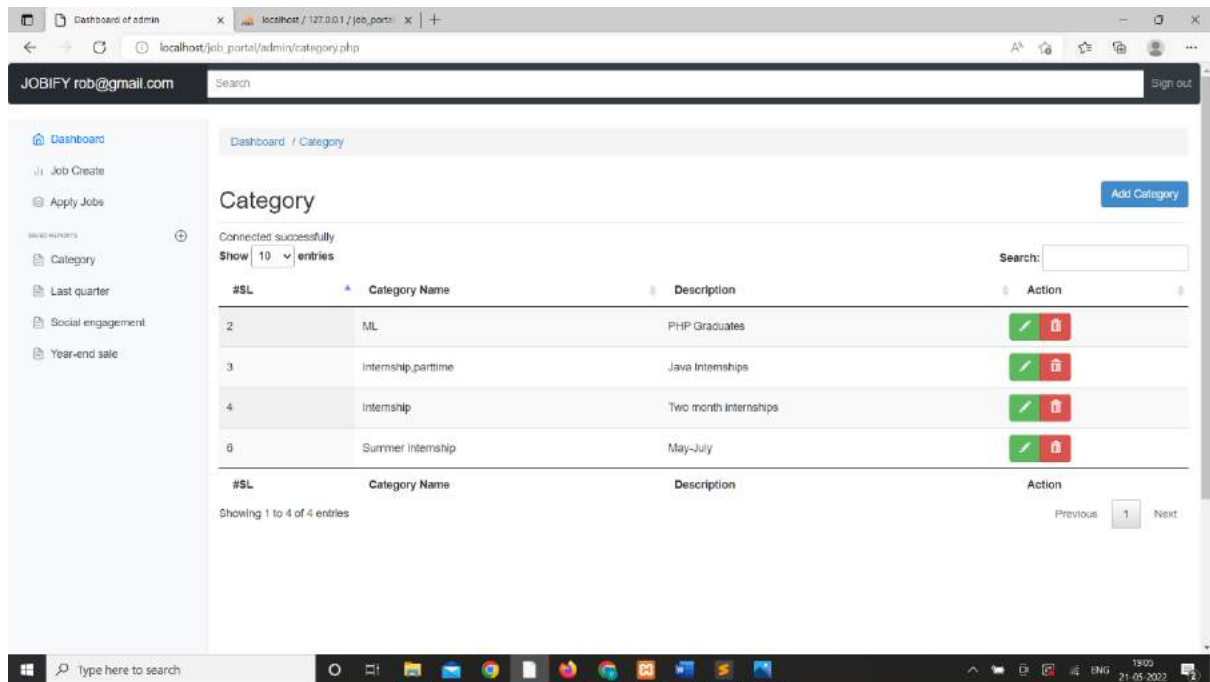 Dashboard of admin
localhost / 127.0.0.1 / job_portal
localhost/job_portal/admin/category.php
JOBIFY rob@gmail.com Search Sign out
Dashboard
Job Create
Apply Jobs
SAVED REPORTS
Category
Last quarter
Social engagement
Year-end sale
Dashboard / Category
Category Add Category
Connected successfully
Show 10 entries Search:
#SL Category Name Description Action
2 ML PHP Graduates
3 Internship,parttime Java Internships
4 Internship Two month internships
6 Summer Internship May-July
#SL Category Name Description Action
Showing 1 to 4 of 4 entries Previous 1 Next
Type here to search ENG 19:05
21-05-2022